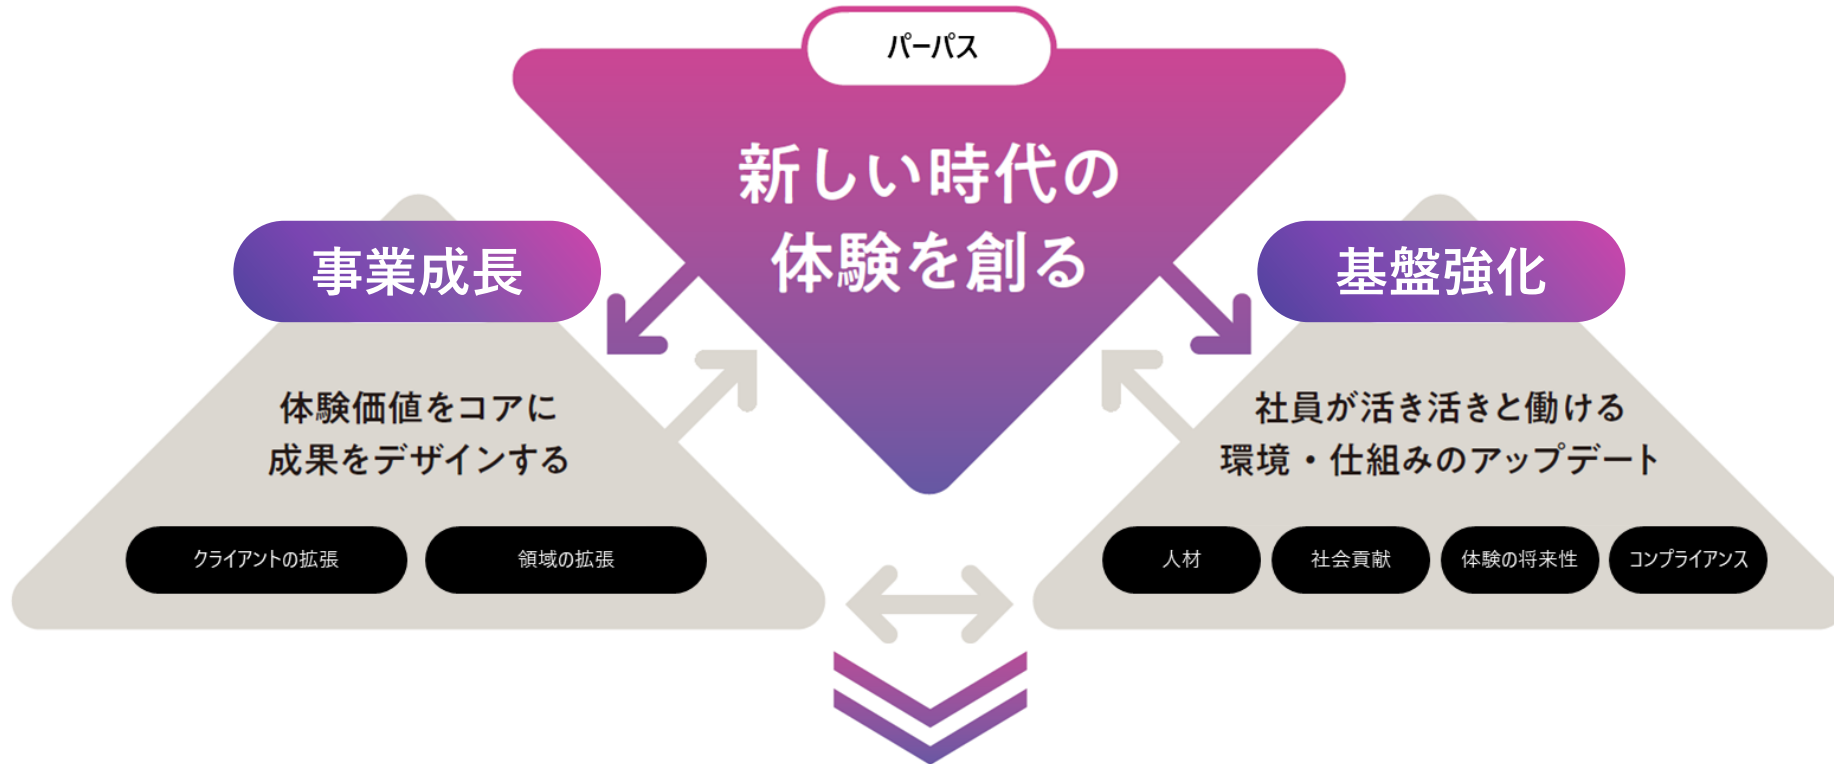 パーパス
新しい時代の
体験を創る
事業成長
体験価値をコアに
成果をデザインする
クライアントの拡張
領域の拡張
基盤強化
社員が活き活きと働ける
環境・仕組みのアップデート
人材
社会貢献
体験の将来性
コンプライアンス